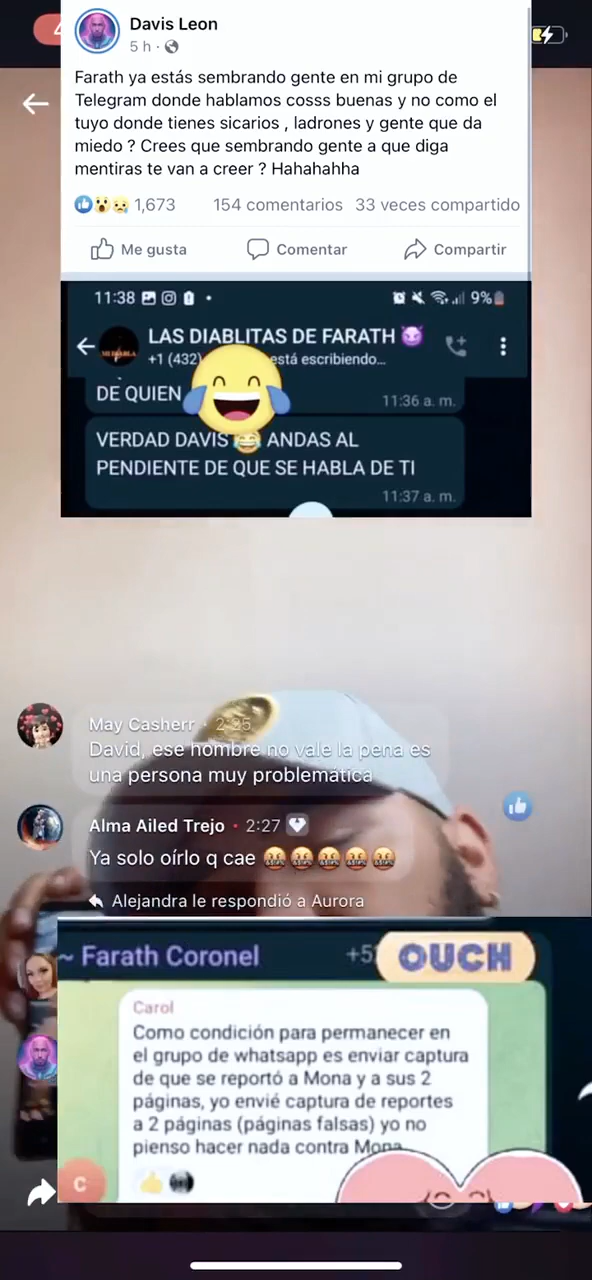 Davis Leon
5 h ·
Farath ya estás sembrando gente en mi grupo de
Telegram donde hablamos cosss buenas y no como el
tuyo donde tienes sicarios , ladrones y gente que da
miedo ? Crees que sembrando gente a que diga
mentiras te van a creer ? Hahahahha
1,673 154 comentarios 33 veces compartido
Me gusta Comentar Compartir
11:38 9%
LAS DIABLITAS DE FARATH 😈
+1 (432) está escribiendo...
DE QUIEN
11:36 a. m.
VERDAD DAVIS😂 ANDAS AL
PENDIENTE DE QUE SE HABLA DE TI
11:37 a. m.
May Casherr · 2:25
David, ese hombre no vale la pena es
una persona muy problemática
Alma Ailed Trejo · 2:27
Ya solo oírlo q cae 🤬🤬🤬🤬🤬
Alejandra le respondió a Aurora
~ Farath Coronel +5
OUCH
Carol
Como condición para permanecer en
el grupo de whatsapp es enviar captura
de que se reportó a Mona y a sus 2
páginas, yo envié captura de reportes
a 2 páginas (páginas falsas) yo no
pienso hacer nada contra Mona
C